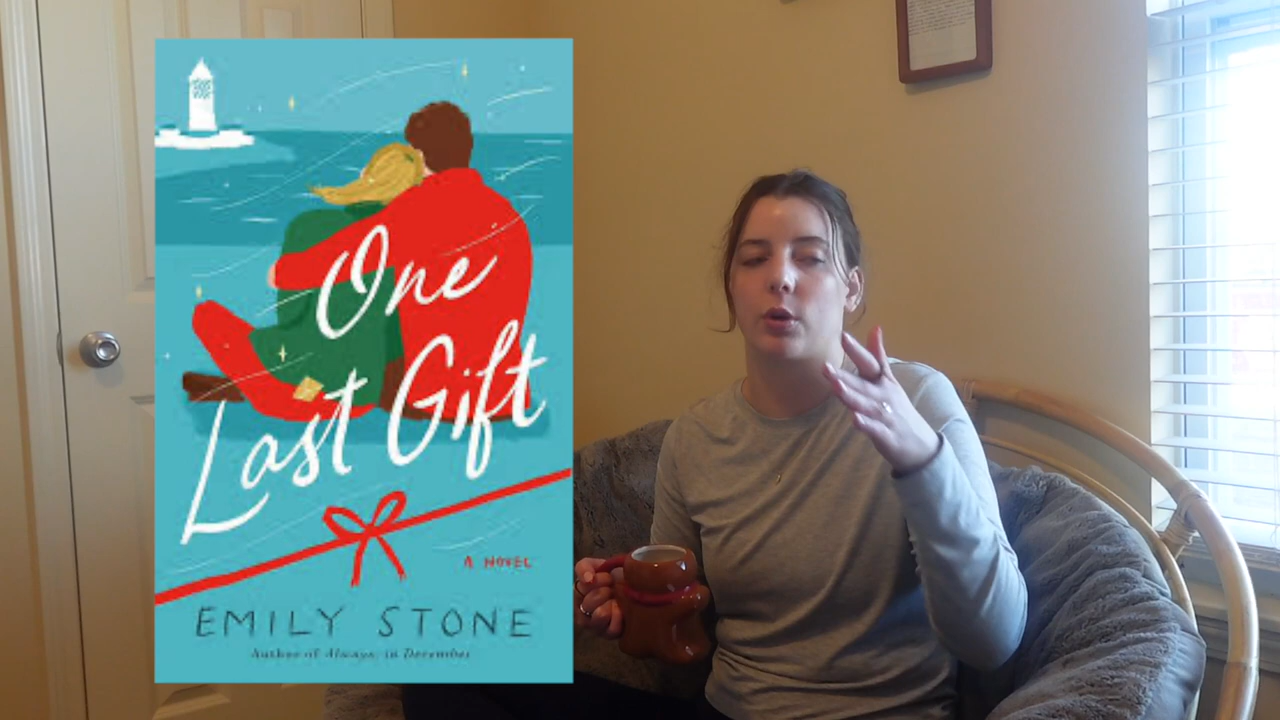 One
Last Gift
A NOVEL
EMILY STONE
Author of Always, in December